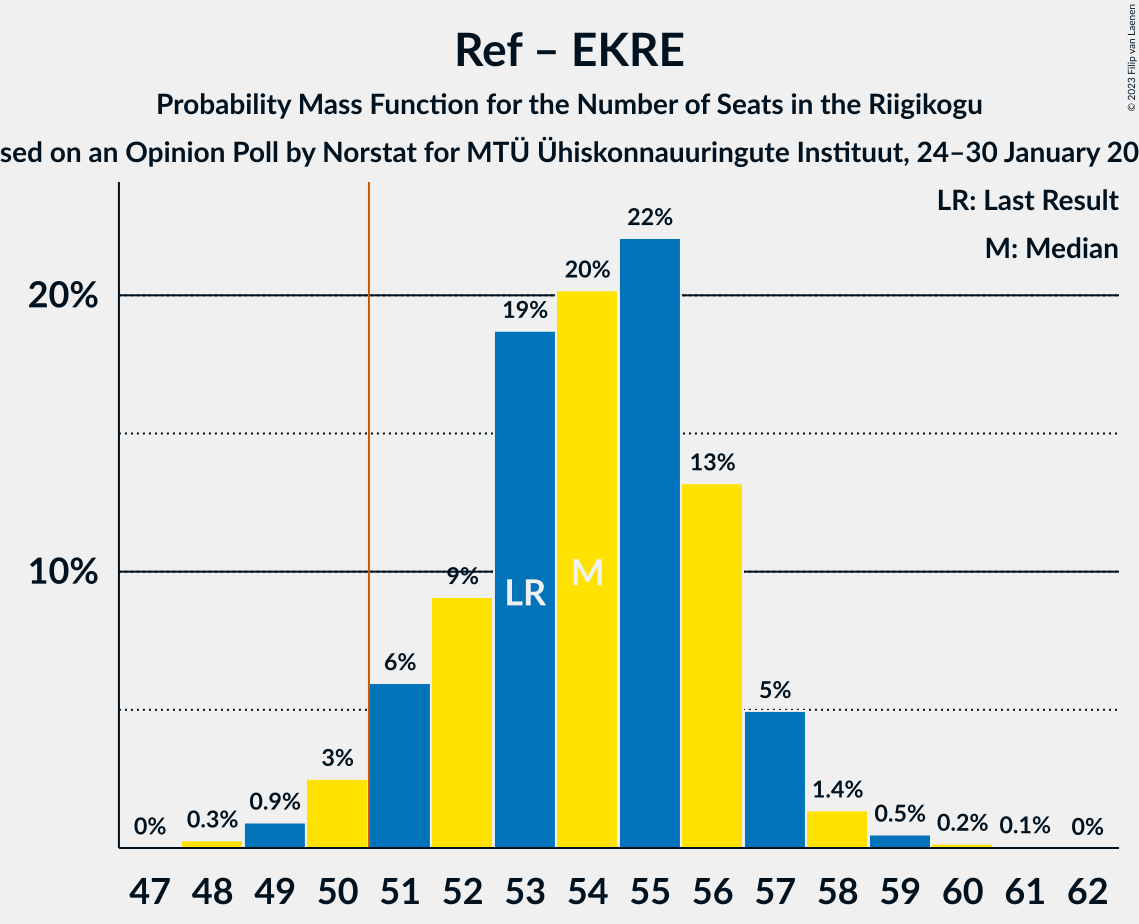 Ref – EKRE
Probability Mass Function for the Number of Seats in the Riigikogu
sed on an Opinion Poll by Norstat for MTÜ Ühiskonnauuringute Instituut, 24–30 January 20
© 2023 Filip van Laenen
LR: Last Result
M: Median
22%
20%
20%
19%
13%
10%
9%
M
LR
6%
5%
3%
1.4%
0.9%
0.5%
0.3%
0.2%
0.1%
0%
0%
47 48 49 50 51 52 53 54 55 56 57 58 59 60 61 62